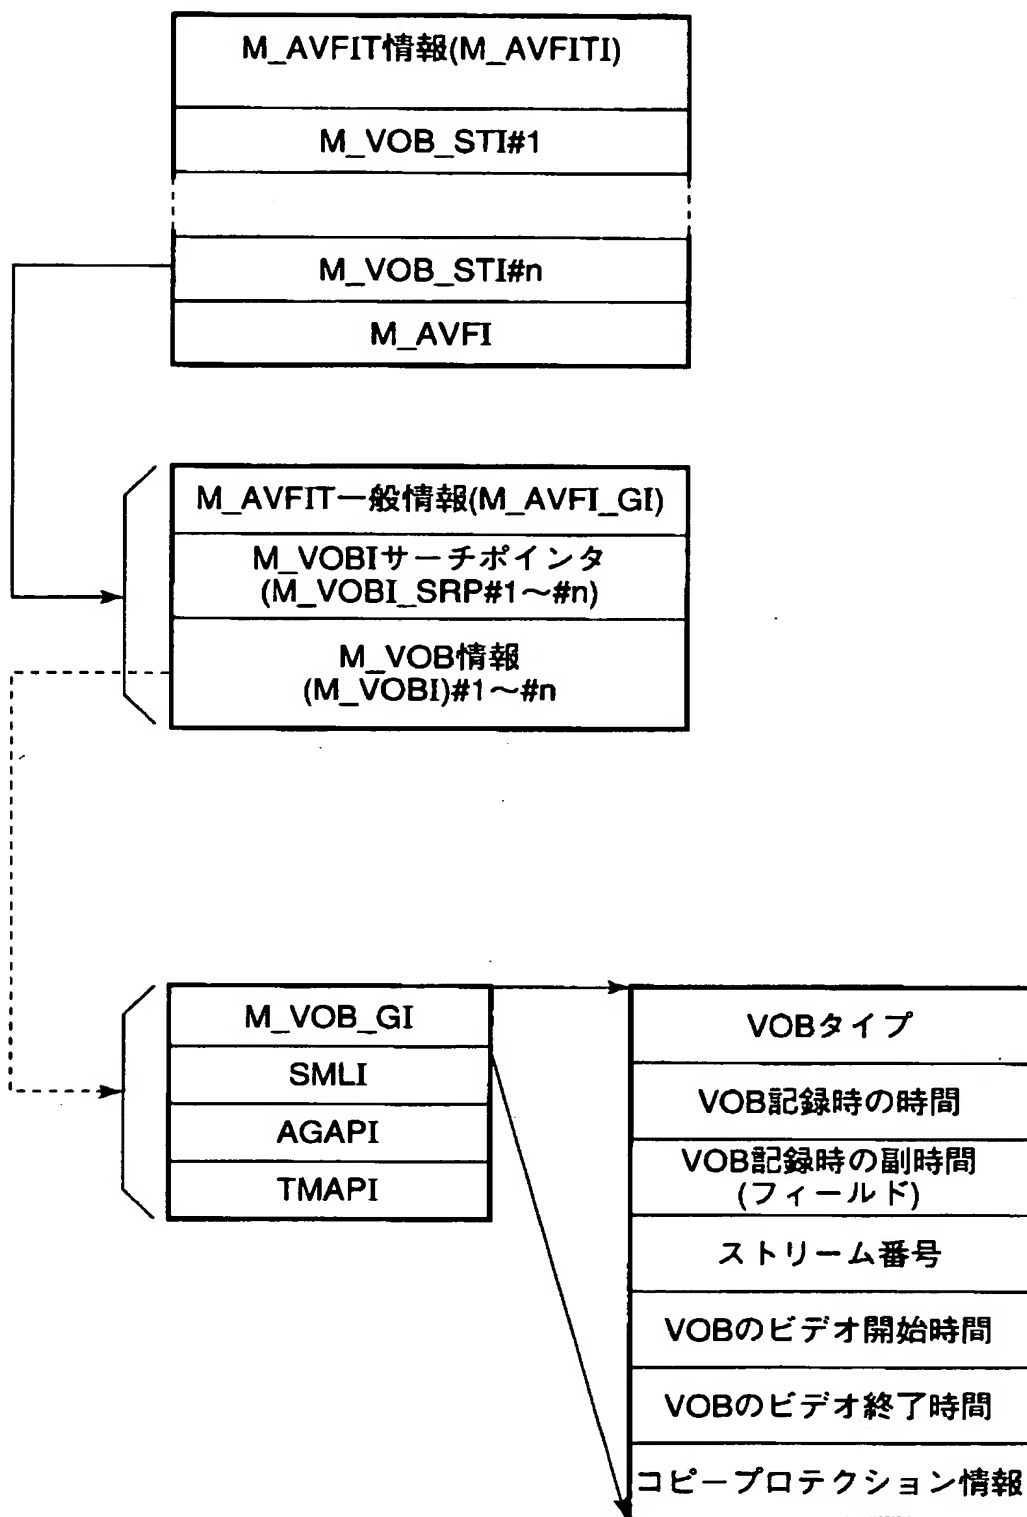 M_AVFIT情報(M_AVFITI)
M_VOB_STI#1
M_VOB_STI#n
M_AVFI
M_AVFIT一般情報(M_AVFI_GI)
M_VOBIサーチポインタ
(M_VOBI_SRP#1～#n)
M_VOB情報
(M_VOBI)#1～#n
M_VOB_GI
SMLI
AGAPI
TMAPI
VOBタイプ
VOB記録時の時間
VOB記録時の副時間
(フィールド)
ストリーム番号
VOBのビデオ開始時間
VOBのビデオ終了時間
コピープロテクション情報